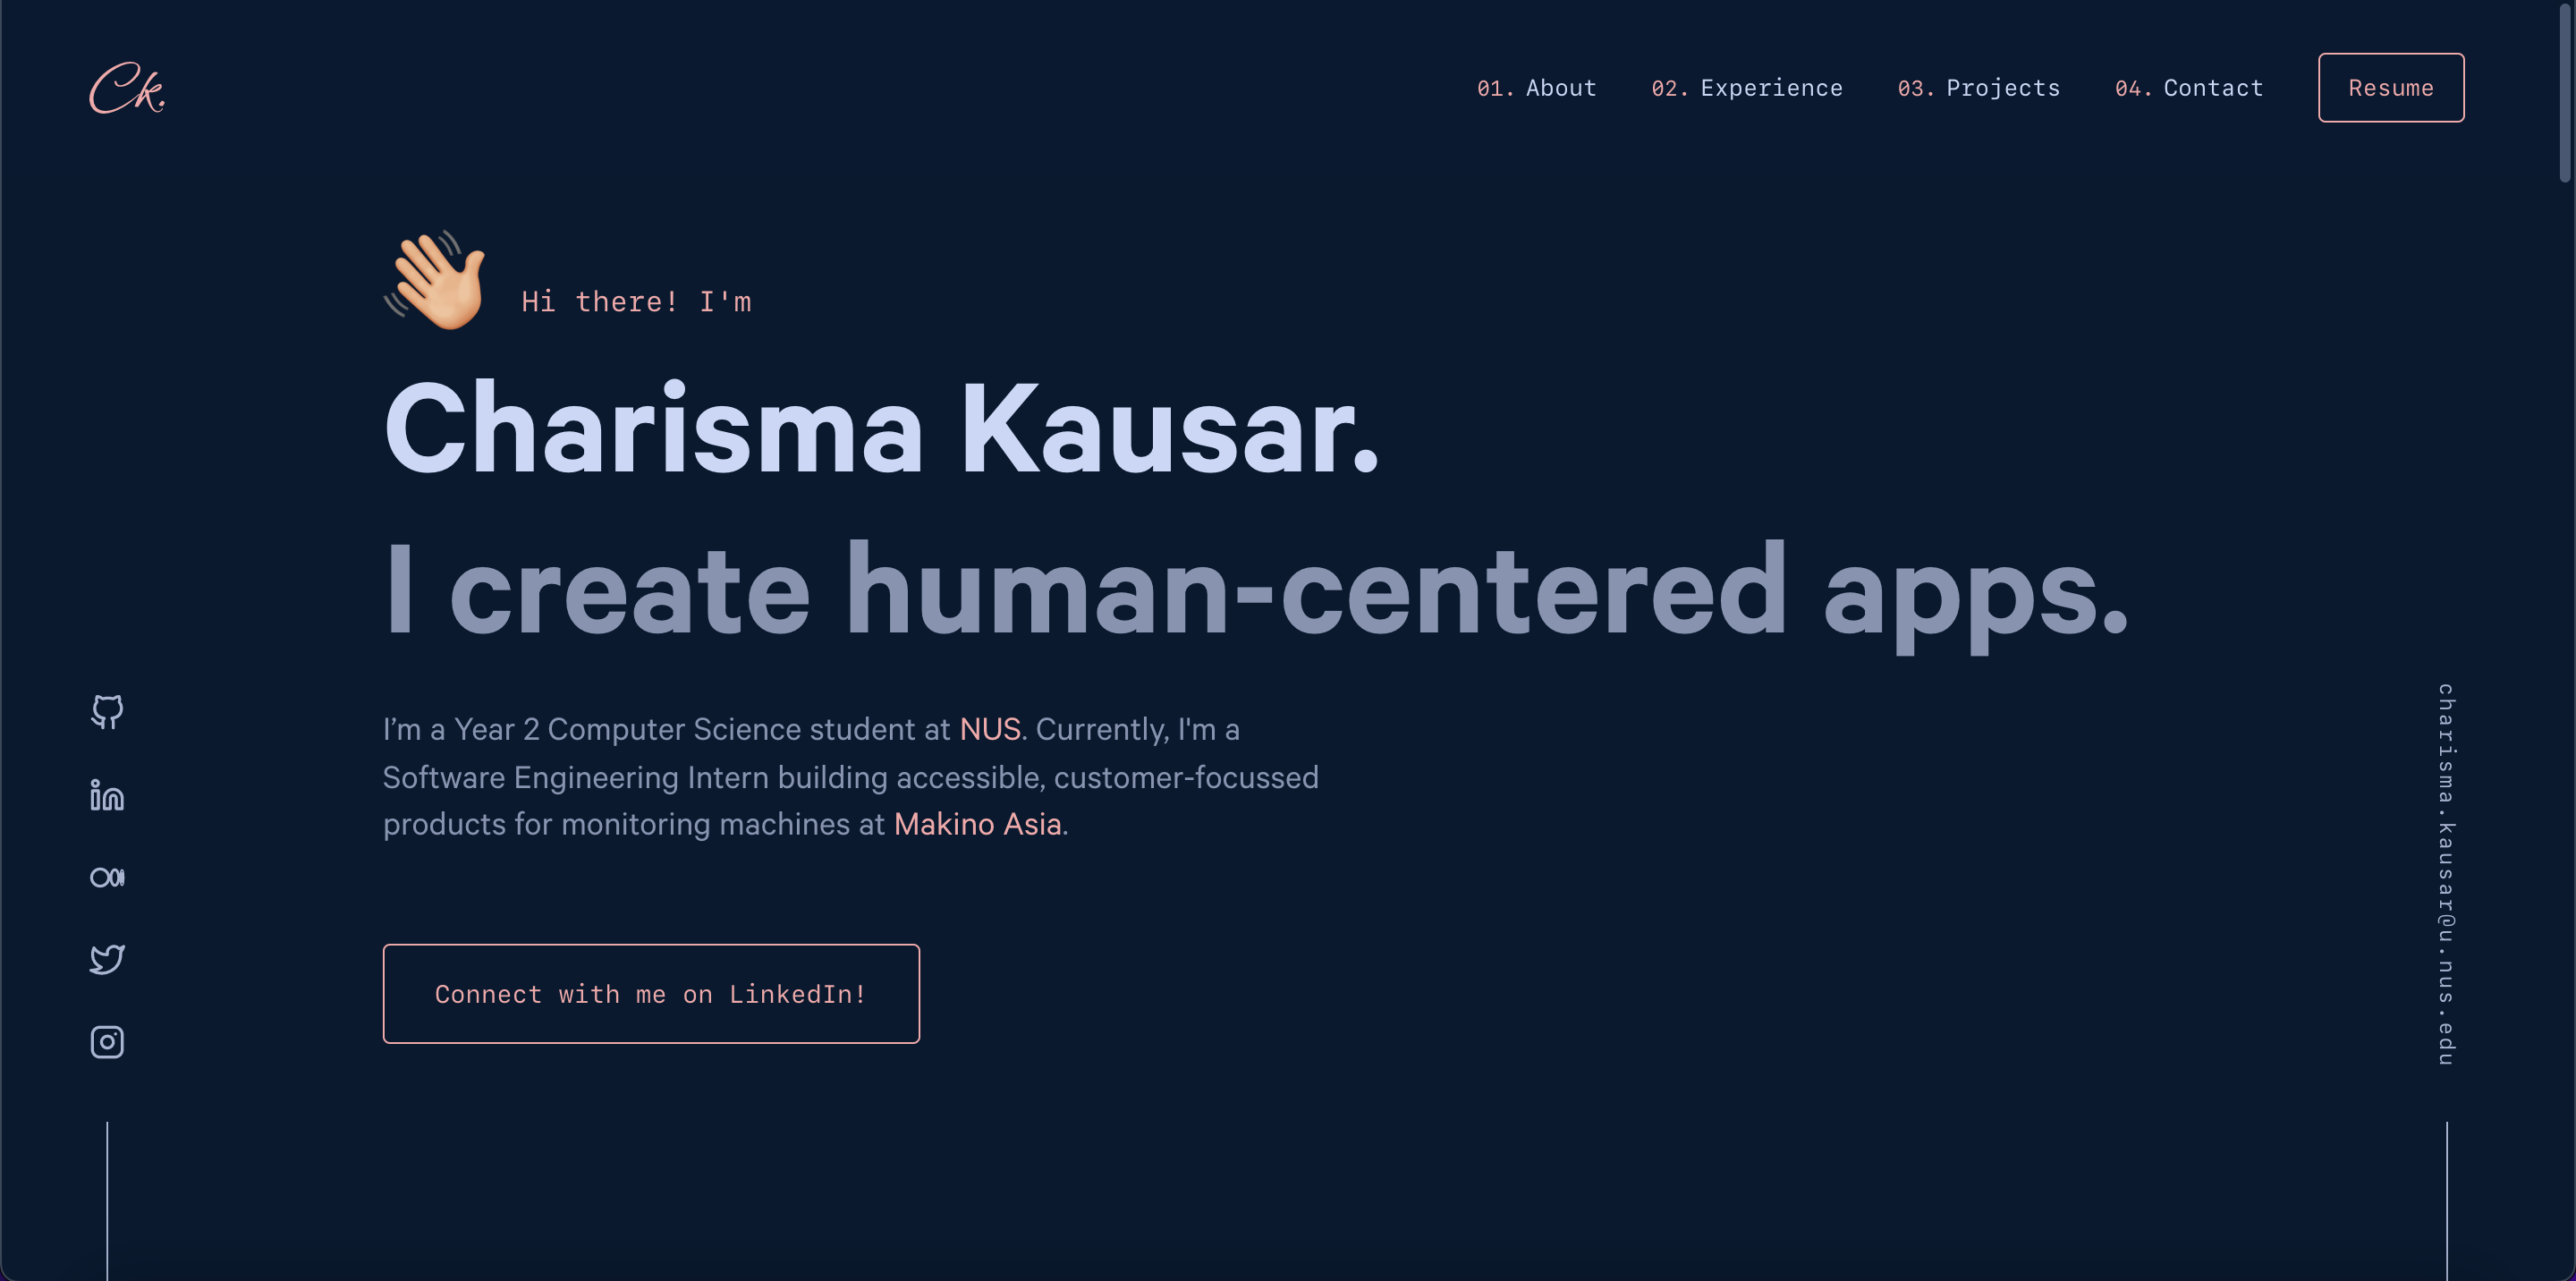 Ck.
01. About
02. Experience
03. Projects
04. Contact
Resume
Hi there! I'm
Charisma Kausar.
I create human-centered apps.
I’m a Year 2 Computer Science student at NUS. Currently, I'm a
Software Engineering Intern building accessible, customer-focussed
products for monitoring machines at Makino Asia.
Connect with me on LinkedIn!
charisma.kausar@u.nus.edu